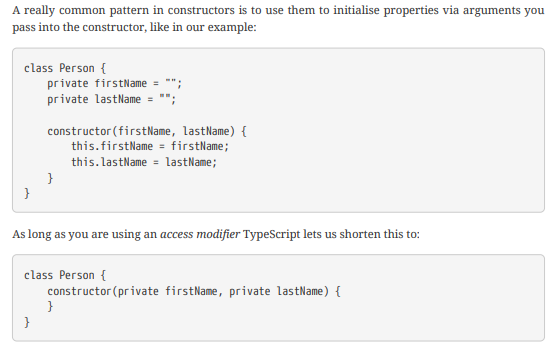 A really common pattern in constructors is to use them to initialise properties via arguments you
pass into the constructor, like in our example:
class Person {
    private firstName = "";
    private lastName = "";

    constructor(firstName, lastName) {
        this.firstName = firstName;
        this.lastName = lastName;
    }
}
As long as you are using an access modifier TypeScript lets us shorten this to:
class Person {
    constructor(private firstName, private lastName) {
    }
}